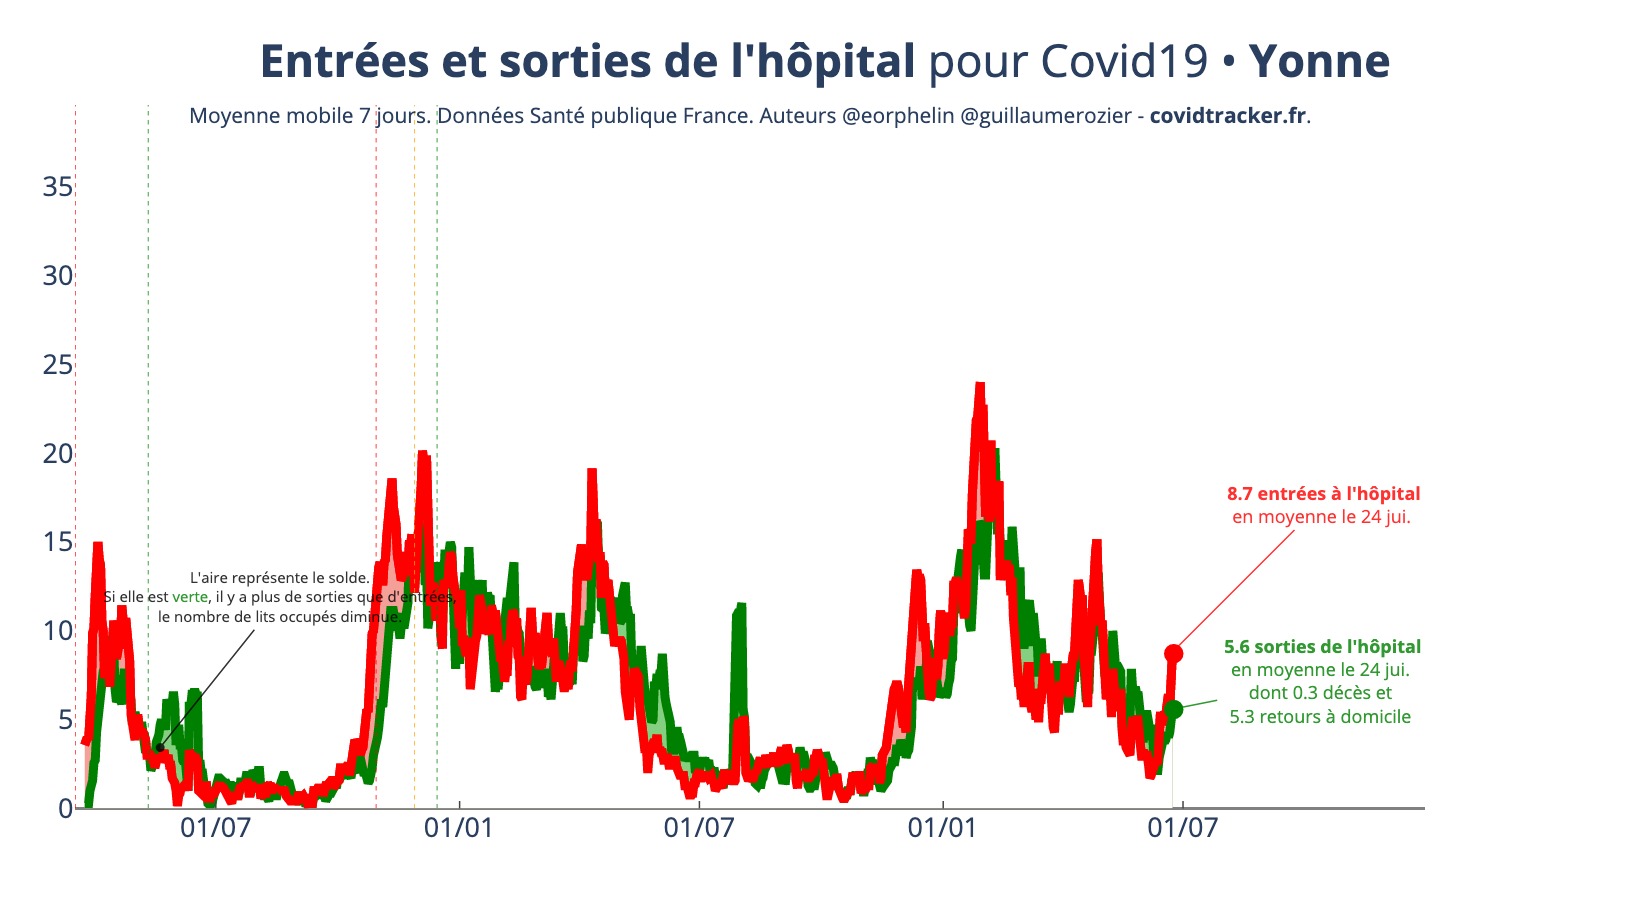 Entrées et sorties de l'hôpital pour Covid19 • Yonne
Moyenne mobile 7 jours. Données Santé publique France. Auteurs @eorphelin @guillaumerozier - covidtracker.fr.
35
30
25
20
15
10
5
0
L'aire représente le solde.
Si elle est verte, il y a plus de sorties que d'entrées,
le nombre de lits occupés diminue.
8.7 entrées à l'hôpital
en moyenne le 24 jui.
5.6 sorties de l'hôpital
en moyenne le 24 jui.
dont 0.3 décès et
5.3 retours à domicile
01/07
01/01
01/07
01/01
01/07